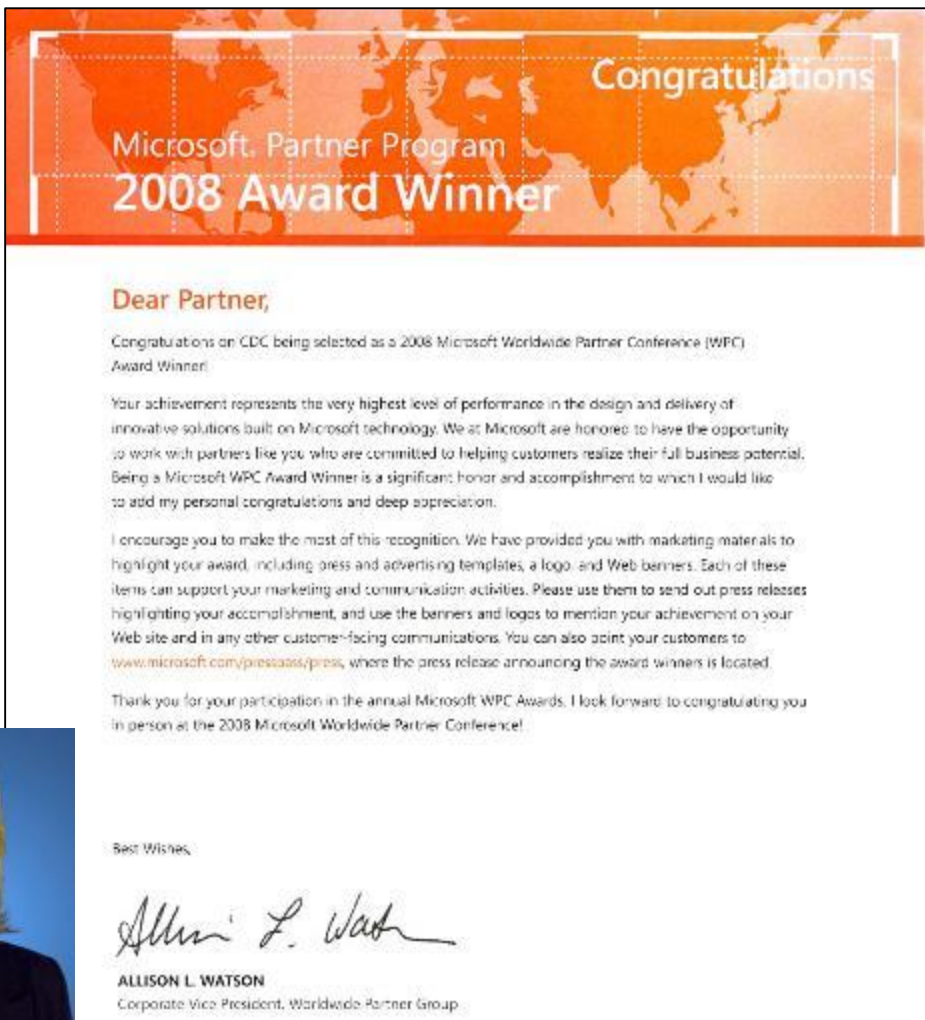 Congratulations
Microsoft. Partner Program
2008 Award Winner
Dear Partner,
Congratulations on CDC being selected as a 2008 Microsoft Worldwide Partner Conference (WPC)
Award Winner!
Your achievement represents the very highest level of performance in the design and delivery of
innovative solutions built on Microsoft technology. We at Microsoft are honored to have the opportunity
to work with partners like you who are committed to helping customers realize their full business potential.
Being a Microsoft WPC Award Winner is a significant honor and accomplishment to which I would like
to add my personal congratulations and deep appreciation.
I encourage you to make the most of this recognition. We have provided you with marketing materials to
highlight your award, including press and advertising templates, a logo, and Web banners. Each of these
items can support your marketing and communication activities. Please use them to send out press releases
highlighting your accomplishment, and use the banners and logos to mention your achievement on your
Web site and in any other customer-facing communications. You can also point your customers to
www.microsoft.com/presspass/press, where the press release announcing the award winners is located.
Thank you for your participation in the annual Microsoft WPC Awards. I look forward to congratulating you
in person at the 2008 Microsoft Worldwide Partner Conference!
Best Wishes,
Allison L. Watson
ALLISON L. WATSON
Corporate Vice President, Worldwide Partner Group